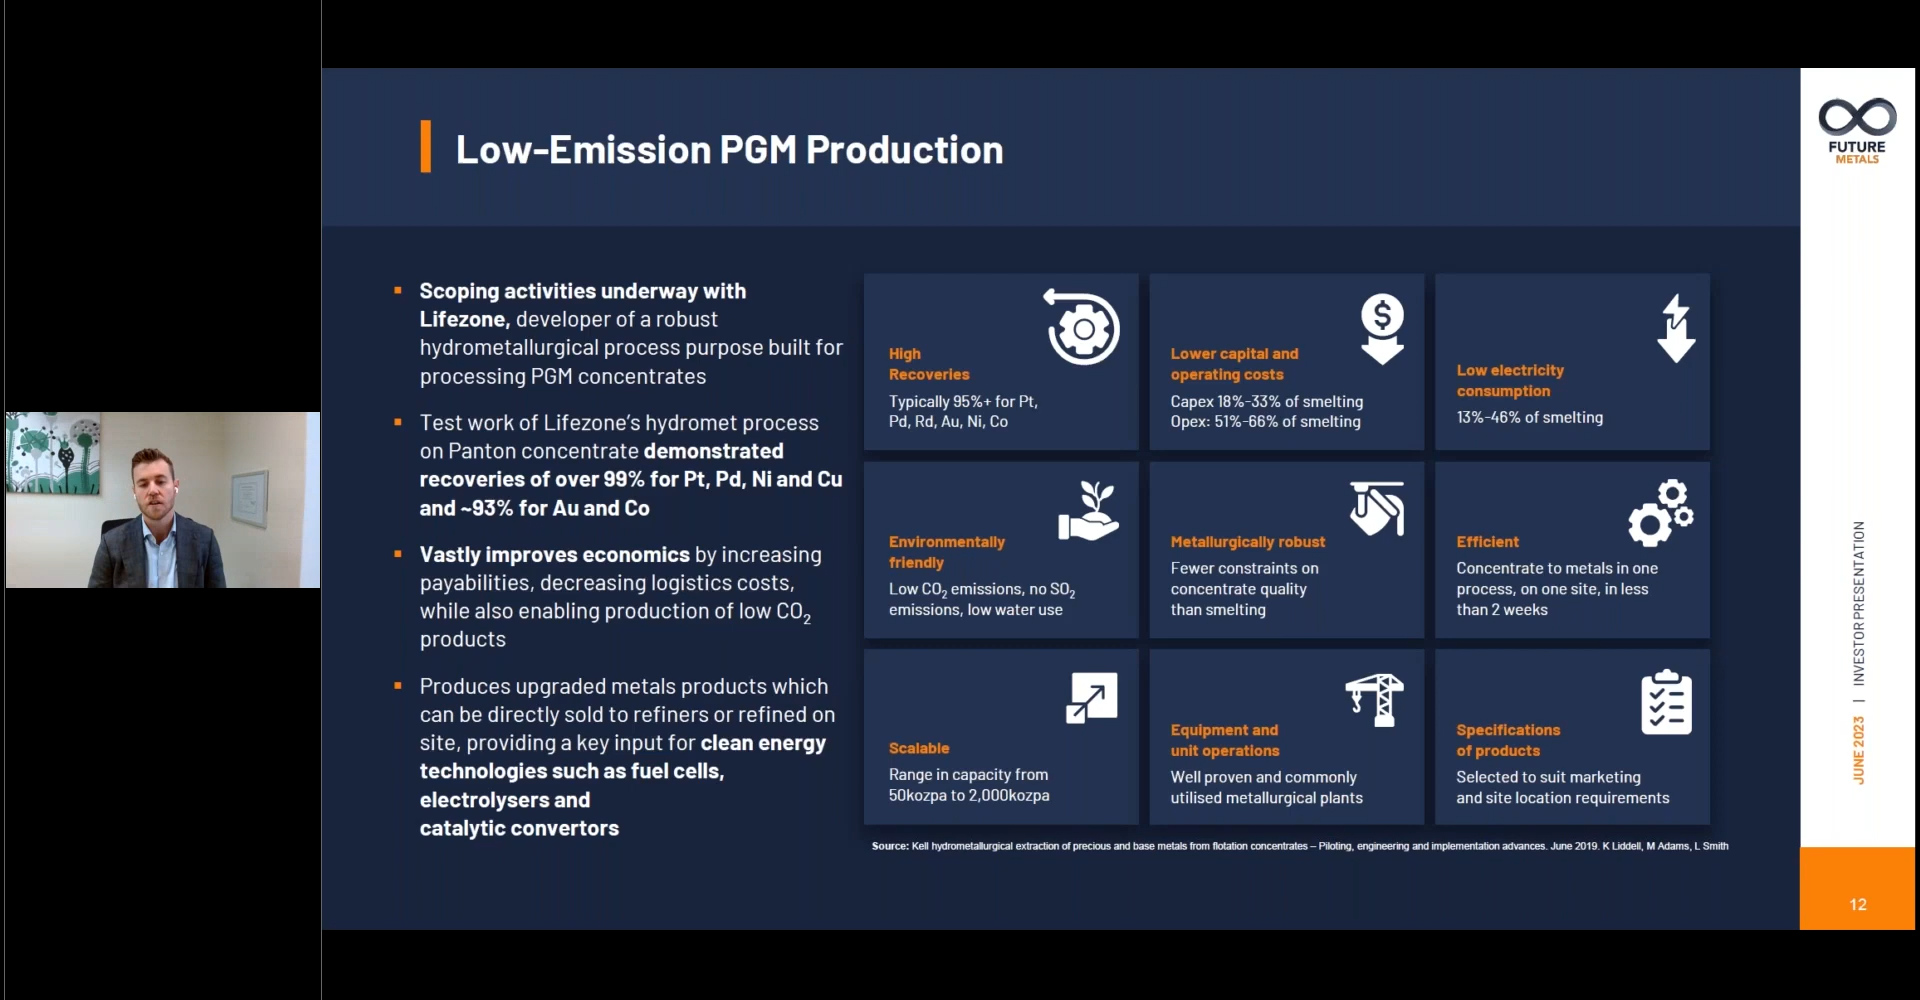 Low-Emission PGM Production
Scoping activities underway with
Lifezone, developer of a robust
hydrometallurgical process purpose built for
processing PGM concentrates
Test work of Lifezone's hydromet process
on Panton concentrate demonstrated
recoveries of over 99% for Pt, Pd, Ni and Cu
and ~93% for Au and Co
Vastly improves economics by increasing
payabilities, decreasing logistics costs,
while also enabling production of low CO₂
products
Produces upgraded metals products which
can be directly sold to refiners or refined on
site, providing a key input for clean energy
technologies such as fuel cells,
electrolysers and
catalytic convertors
High
Recoveries
Typically 95%+ for Pt,
Pd, Rd, Au, Ni, Co
$
Lower capital and
operating costs
Capex 18%-33% of smelting
Opex: 51%-66% of smelting
Low electricity
consumption
13%-46% of smelting
Environmentally
friendly
Low CO₂ emissions, no SO₂
emissions, low water use
Metallurgically robust
Fewer constraints on
concentrate quality
than smelting
Efficient
Concentrate to metals in one
process, on one site, in less
than 2 weeks
Scalable
Range in capacity from
50kozpa to 2,000kozpa
Equipment and
unit operations
Well proven and commonly
utilised metallurgical plants
Specifications
of products
Selected to suit marketing
and site location requirements
Source: Kell hydrometallurgical extraction of precious and base metals from flotation concentrates – Piloting, engineering and implementation advances. June 2019. K Liddell, M Adams, L Smith
FUTURE
METALS
JUNE 2023 | INVESTOR PRESENTATION
12